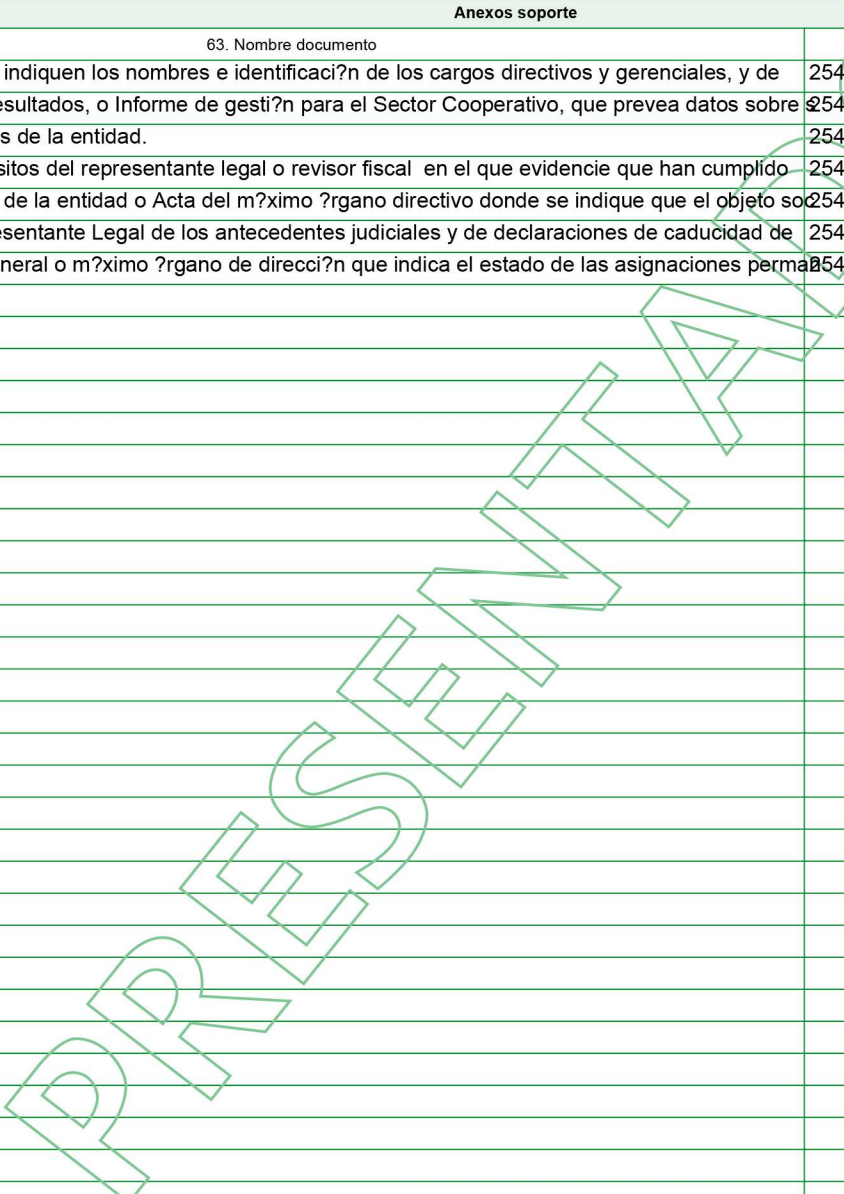 Anexos soporte
63. Nombre documento
indiquen los nombres e identificaci?n de los cargos directivos y gerenciales, y de 254
esultados, o Informe de gesti?n para el Sector Cooperativo, que prevea datos sobre s 254
s de la entidad. 254
sitos del representante legal o revisor fiscal en el que evidencie que han cumplido 254
de la entidad o Acta del m?ximo ?rgano directivo donde se indique que el objeto soc 254
esentante Legal de los antecedentes judiciales y de declaraciones de caducidad de 254
neral o m?ximo ?rgano de direcci?n que indica el estado de las asignaciones perman 254
PRESENTAD